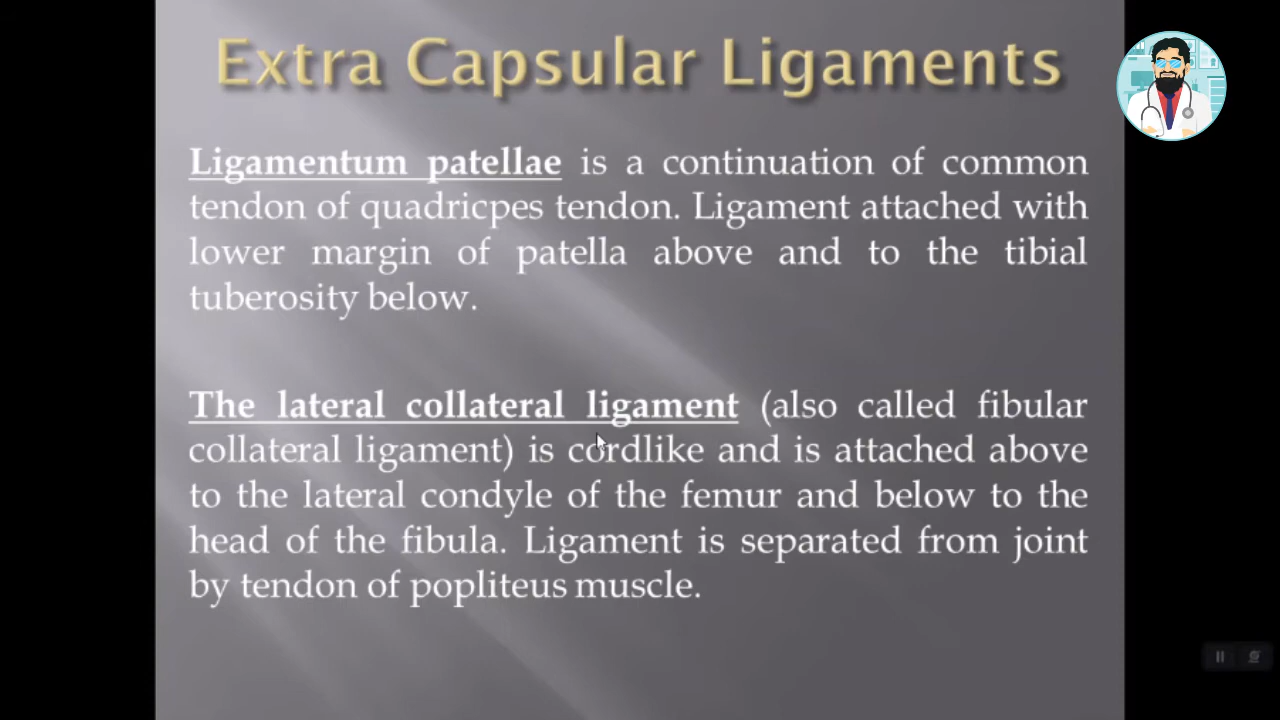 Extra Capsular Ligaments
Ligamentum patellae is a continuation of common
tendon of quadricpes tendon. Ligament attached with
lower margin of patella above and to the tibial
tuberosity below.
The lateral collateral ligament (also called fibular
collateral ligament) is cordlike and is attached above
to the lateral condyle of the femur and below to the
head of the fibula. Ligament is separated from joint
by tendon of popliteus muscle.